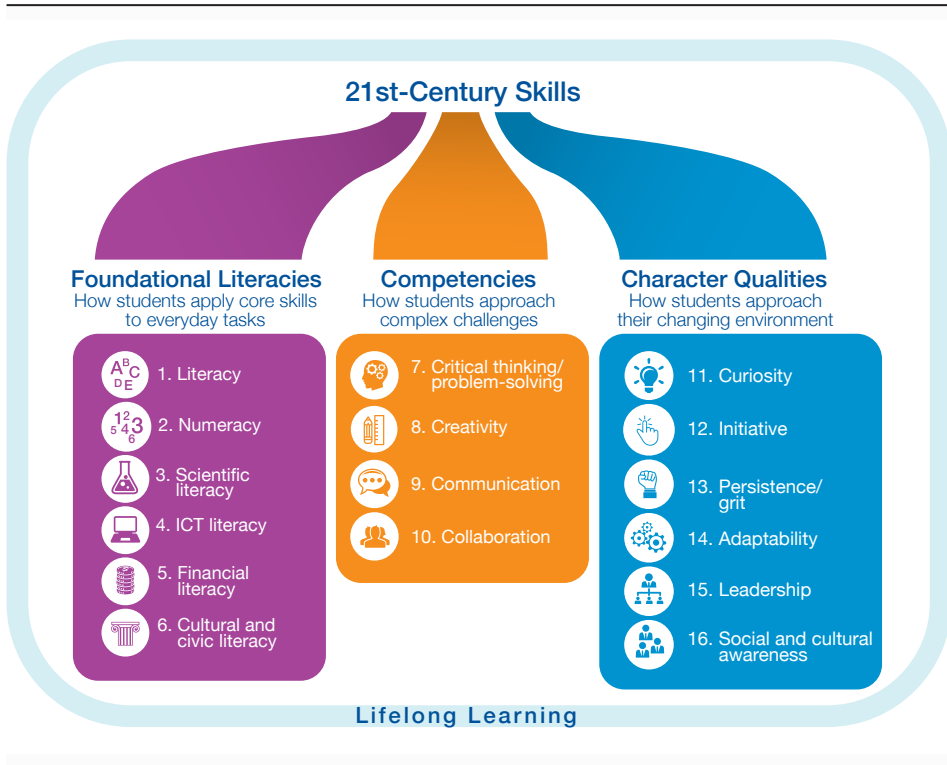 21st-Century Skills
Foundational Literacies
How students apply core skills
to everyday tasks
ABCDE
1. Literacy
123
546
2. Numeracy
3. Scientific
literacy
4. ICT literacy
5. Financial
literacy
6. Cultural and
civic literacy
Competencies
How students approach
complex challenges
7. Critical thinking/
problem-solving
8. Creativity
9. Communication
10. Collaboration
Character Qualities
How students approach
their changing environment
11. Curiosity
12. Initiative
13. Persistence/
grit
14. Adaptability
15. Leadership
16. Social and cultural
awareness
Lifelong Learning